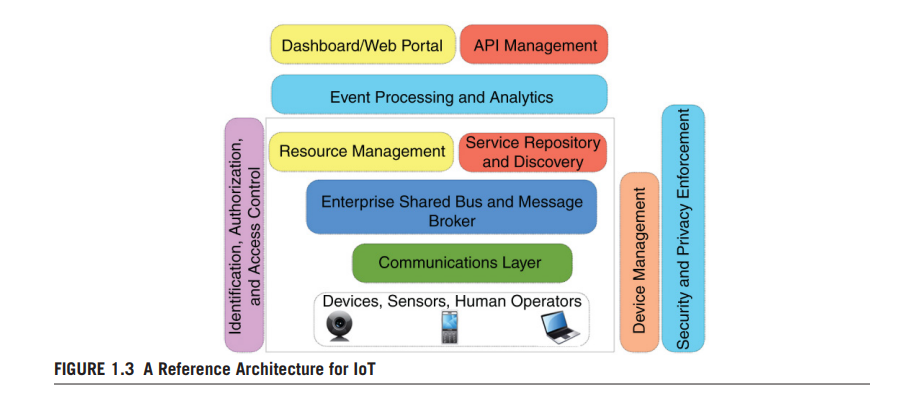 Dashboard/Web Portal
API Management
Event Processing and Analytics
Identification, Authorization,
and Access Control
Resource Management
Service Repository
and Discovery
Enterprise Shared Bus and Message
Broker
Communications Layer
Devices, Sensors, Human Operators
Device Management
Security and Privacy Enforcement
FIGURE 1.3 A Reference Architecture for IoT